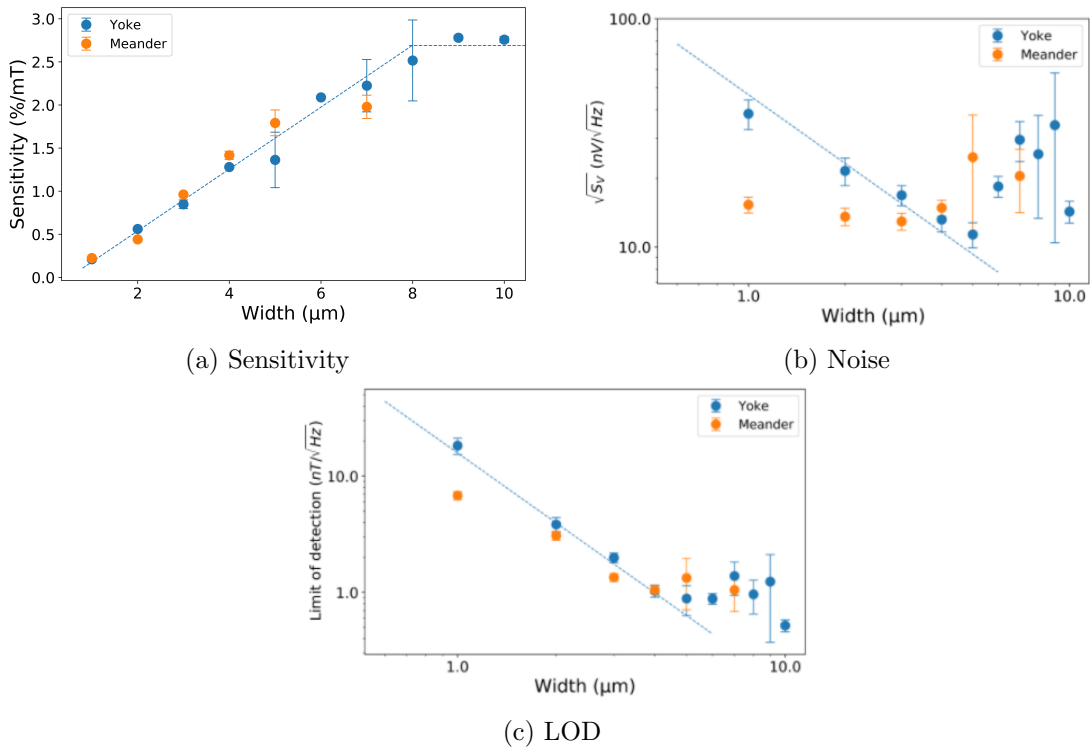 3.0
2.5
2.0
1.5
1.0
0.5
0.0
Sensitivity (%/mT)
Yoke
Meander
2 4 6 8 10
Width (μm)
(a) Sensitivity
100.0
10.0
√S_V (nV/√Hz)
Yoke
Meander
1.0 10.0
Width (μm)
(b) Noise
10.0
1.0
Limit of detection (nT/√Hz)
Yoke
Meander
1.0 10.0
Width (μm)
(c) LOD